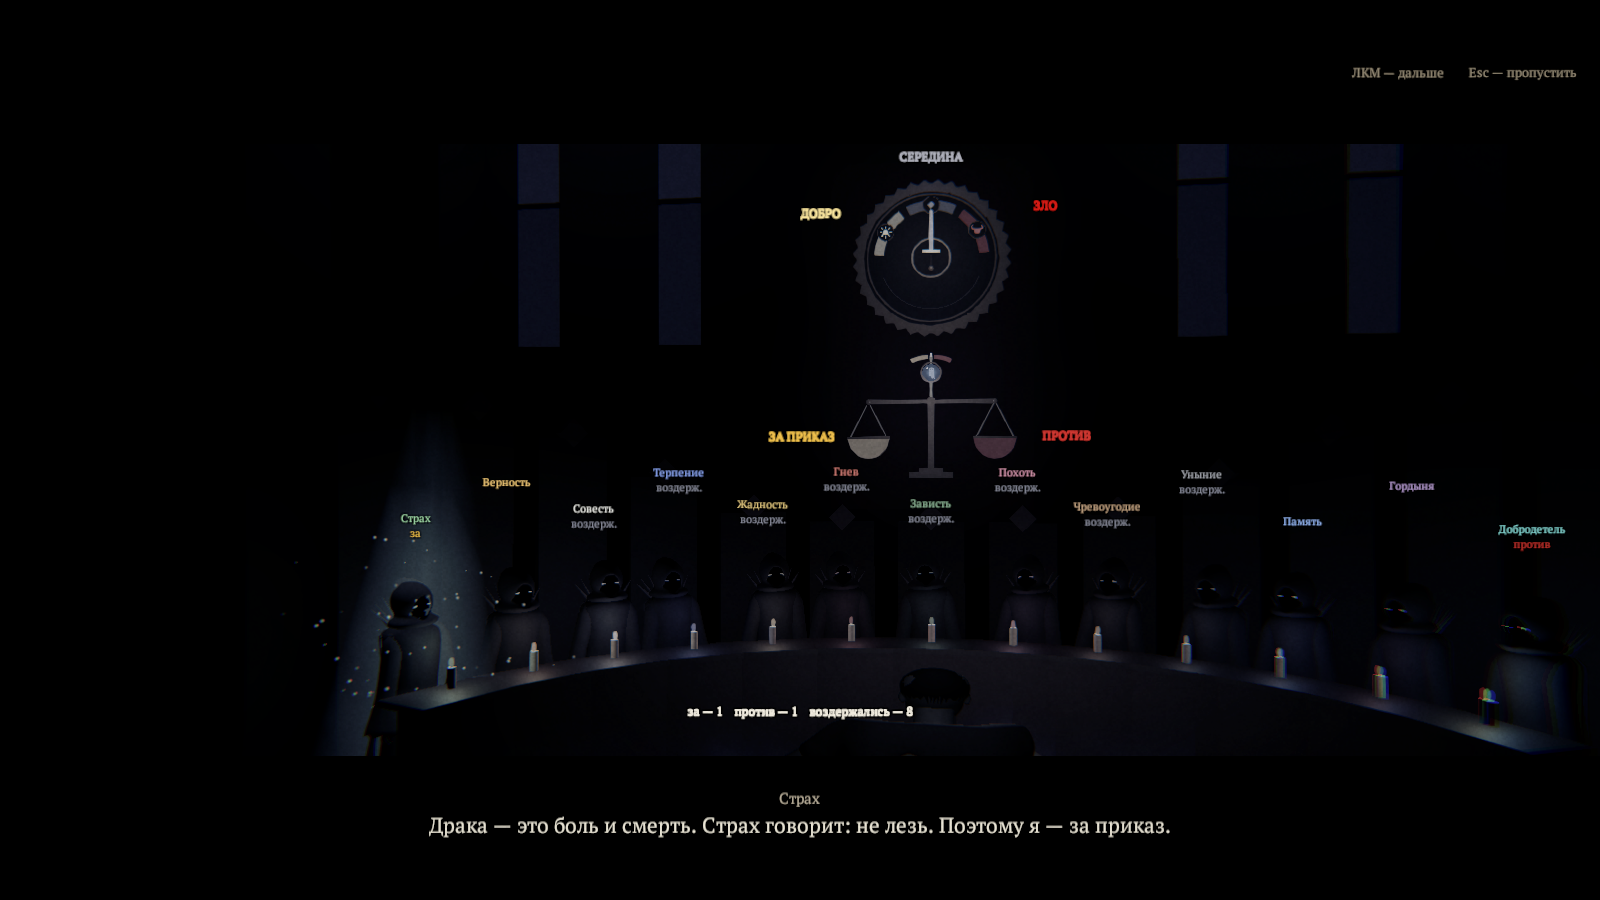 ЛКМ — дальше Esc — пропустить
СЕРЕДИНА
ДОБРО
ЗЛО
ЗА ПРИКАЗ
ПРОТИВ
Страх
за
Верность
Совесть
воздерж.
Терпение
воздерж.
Жадность
воздерж.
Гнев
воздерж.
Зависть
воздерж.
Похоть
воздерж.
Чревоугодие
воздерж.
Уныние
воздерж.
Память
Гордыня
Добродетель
против
за — 1 против — 1 воздержались — 8
Страх
Драка — это боль и смерть. Страх говорит: не лезь. Поэтому я — за приказ.